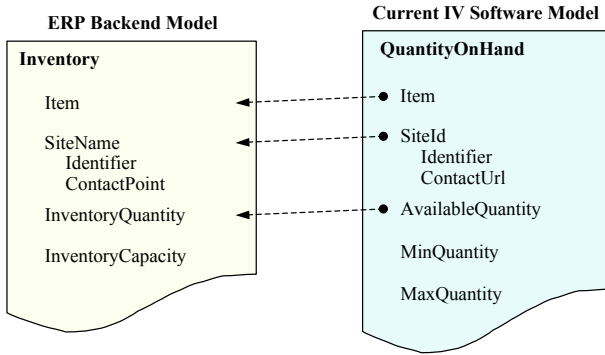 ERP Backend Model
Inventory
Item
SiteName
Identifier
ContactPoint
InventoryQuantity
InventoryCapacity
Current IV Software Model
QuantityOnHand
Item
SiteId
Identifier
ContactUrl
AvailableQuantity
MinQuantity
MaxQuantity